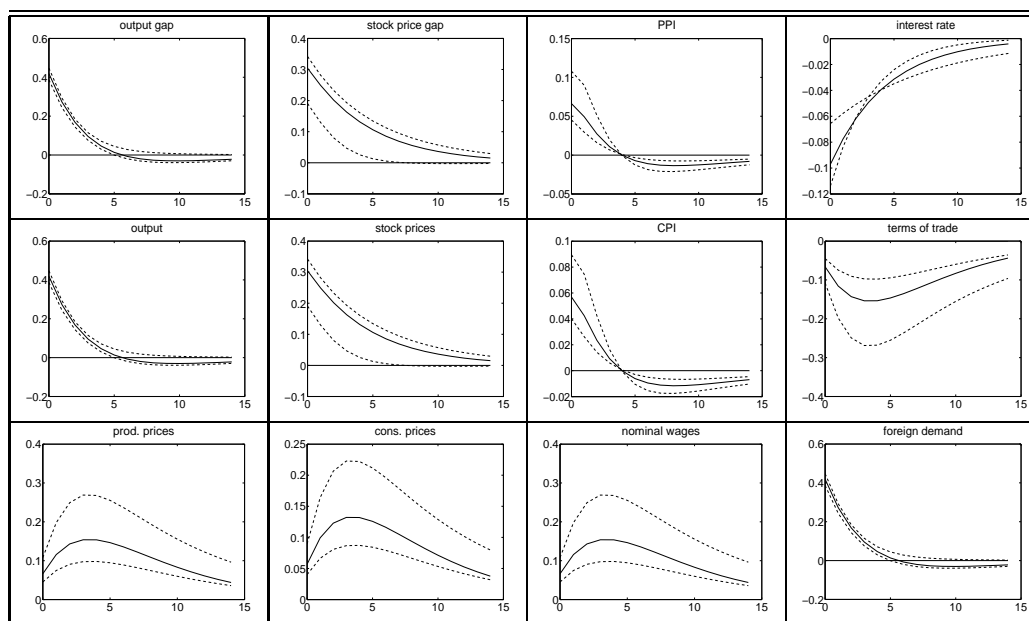 output gap
0.6
0.4
0.2
0
−0.2
0 5 10 15
stock price gap
0.4
0.3
0.2
0.1
0
−0.1
0 5 10 15
PPI
0.15
0.1
0.05
0
−0.05
0 5 10 15
interest rate
0
−0.02
−0.04
−0.06
−0.08
−0.1
−0.12
0 5 10 15
output
0.6
0.4
0.2
0
−0.2
0 5 10 15
stock prices
0.4
0.3
0.2
0.1
0
−0.1
0 5 10 15
CPI
0.1
0.08
0.06
0.04
0.02
0
−0.02
0 5 10 15
terms of trade
0
−0.1
−0.2
−0.3
−0.4
0 5 10 15
prod. prices
0.4
0.3
0.2
0.1
0
0 5 10 15
cons. prices
0.25
0.2
0.15
0.1
0.05
0
0 5 10 15
nominal wages
0.4
0.3
0.2
0.1
0
0 5 10 15
foreign demand
0.6
0.4
0.2
0
−0.2
0 5 10 15